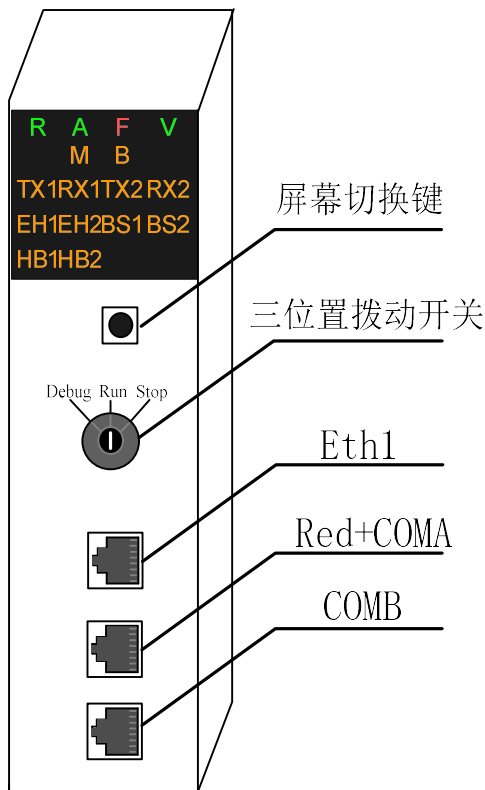 R A F V
M B
TX1RX1TX2 RX2
EH1EH2BS1 BS2
HB1HB2
屏幕切换键
三位置拨动开关
Debug Run Stop
Eth1
Red+COMA
COMB